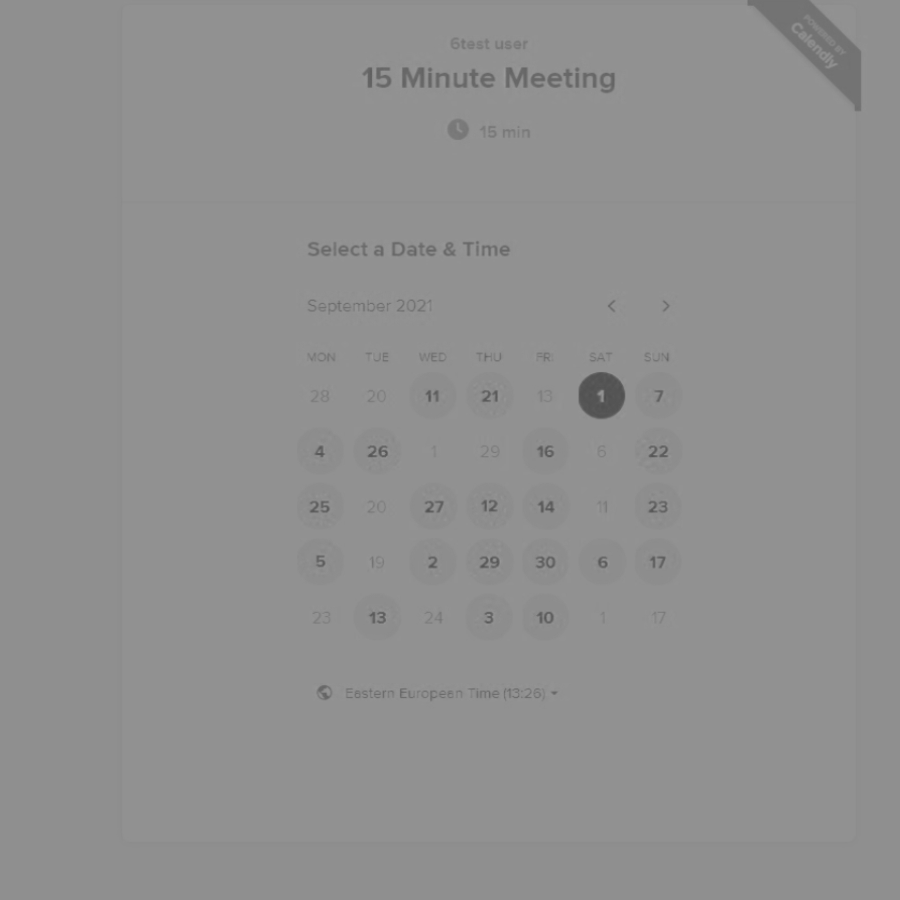 POWERED BY
Calendly
6test user
15 Minute Meeting
15 min
Select a Date & Time
September 2021
MON TUE WED THU FRI SAT SUN
28 20 11 21 13 1 7
4 26 1 29 16 6 22
25 20 27 12 14 11 23
5 19 2 29 30 6 17
23 13 24 3 10 1 17
Eastern European Time (13:26)